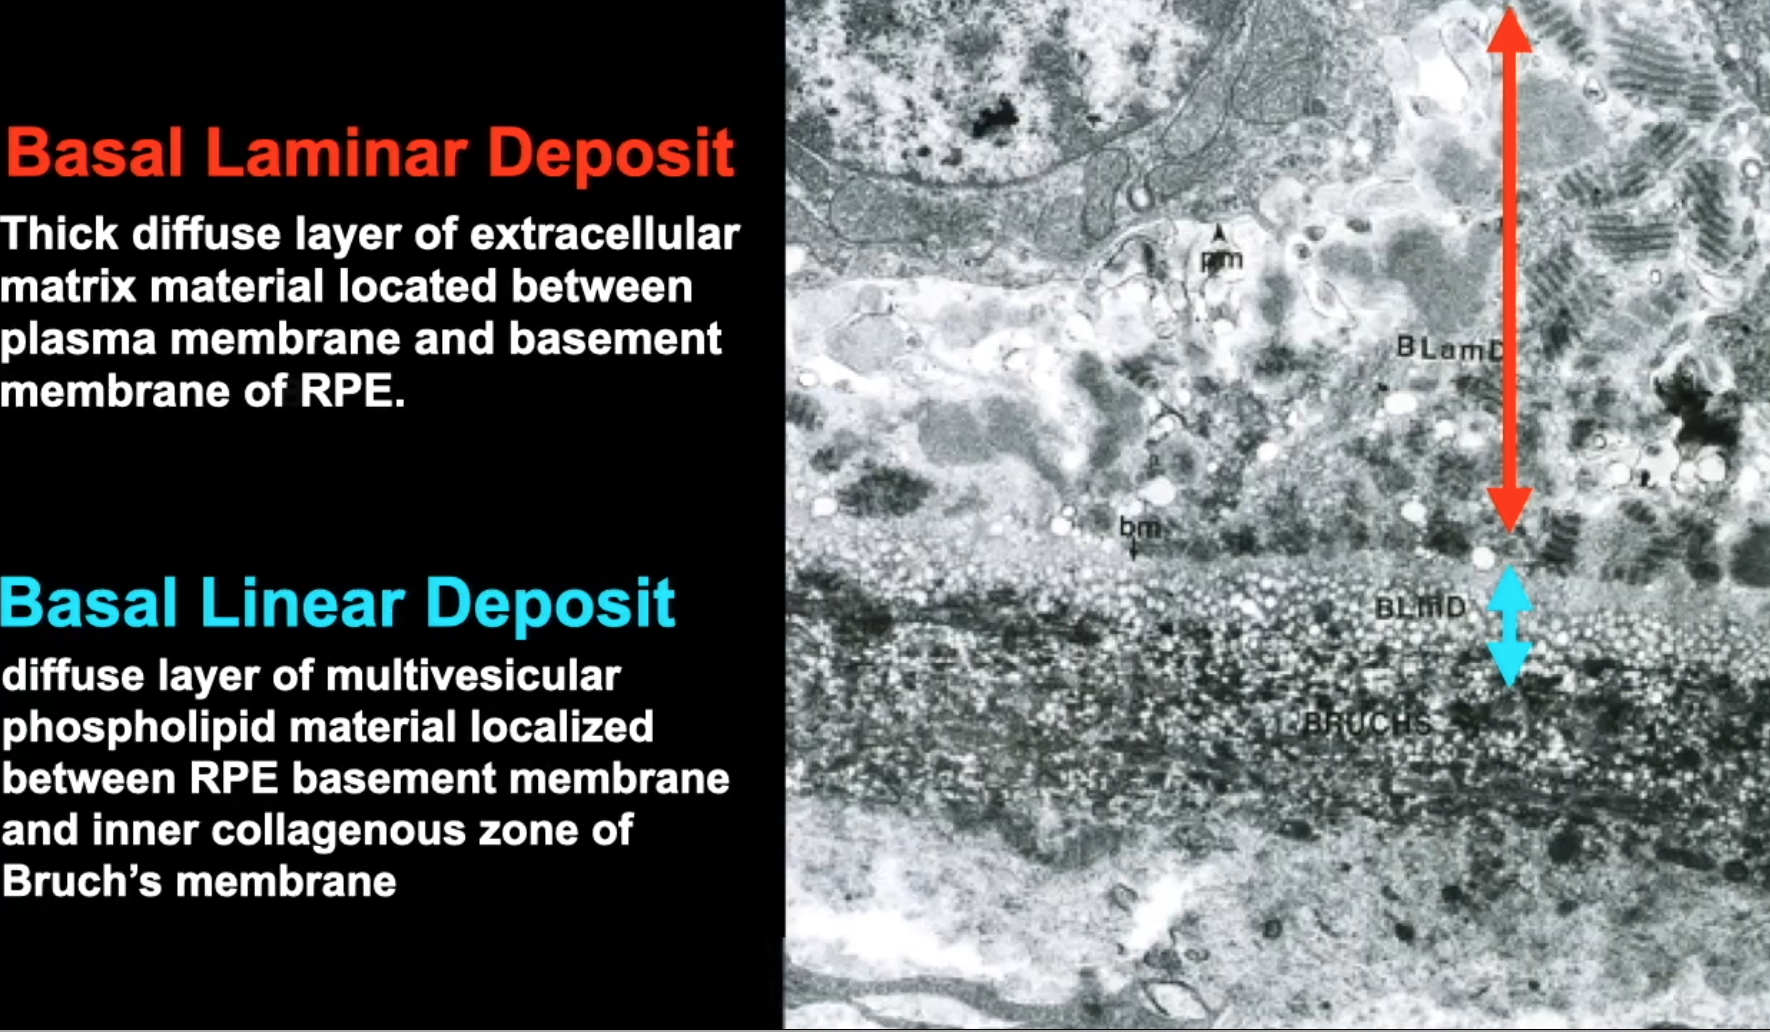 Basal Laminar Deposit
Thick diffuse layer of extracellular
matrix material located between
plasma membrane and basement
membrane of RPE.
Basal Linear Deposit
diffuse layer of multivesicular
phospholipid material localized
between RPE basement membrane
and inner collagenous zone of
Bruch’s membrane
pm
BLamD
bm
BLmD
BRUCHS